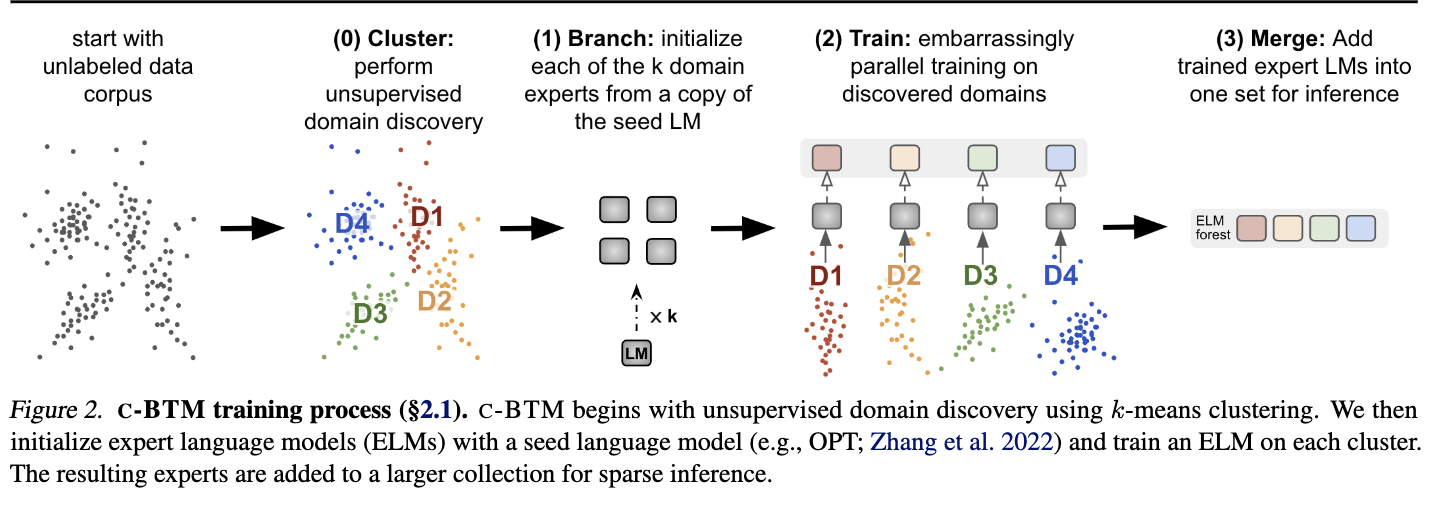 start with
unlabeled data
corpus
(0) Cluster:
perform
unsupervised
domain discovery
(1) Branch: initialize
each of the k domain
experts from a copy of
the seed LM
(2) Train: embarrassingly
parallel training on
discovered domains
(3) Merge: Add
trained expert LMs into
one set for inference
D4
D1
D3
D2
x k
LM
D1
D2
D3
D4
ELM
forest
Figure 2. C-BTM training process (§2.1). C-BTM begins with unsupervised domain discovery using k-means clustering. We then
initialize expert language models (ELMs) with a seed language model (e.g., OPT; Zhang et al. 2022) and train an ELM on each cluster.
The resulting experts are added to a larger collection for sparse inference.